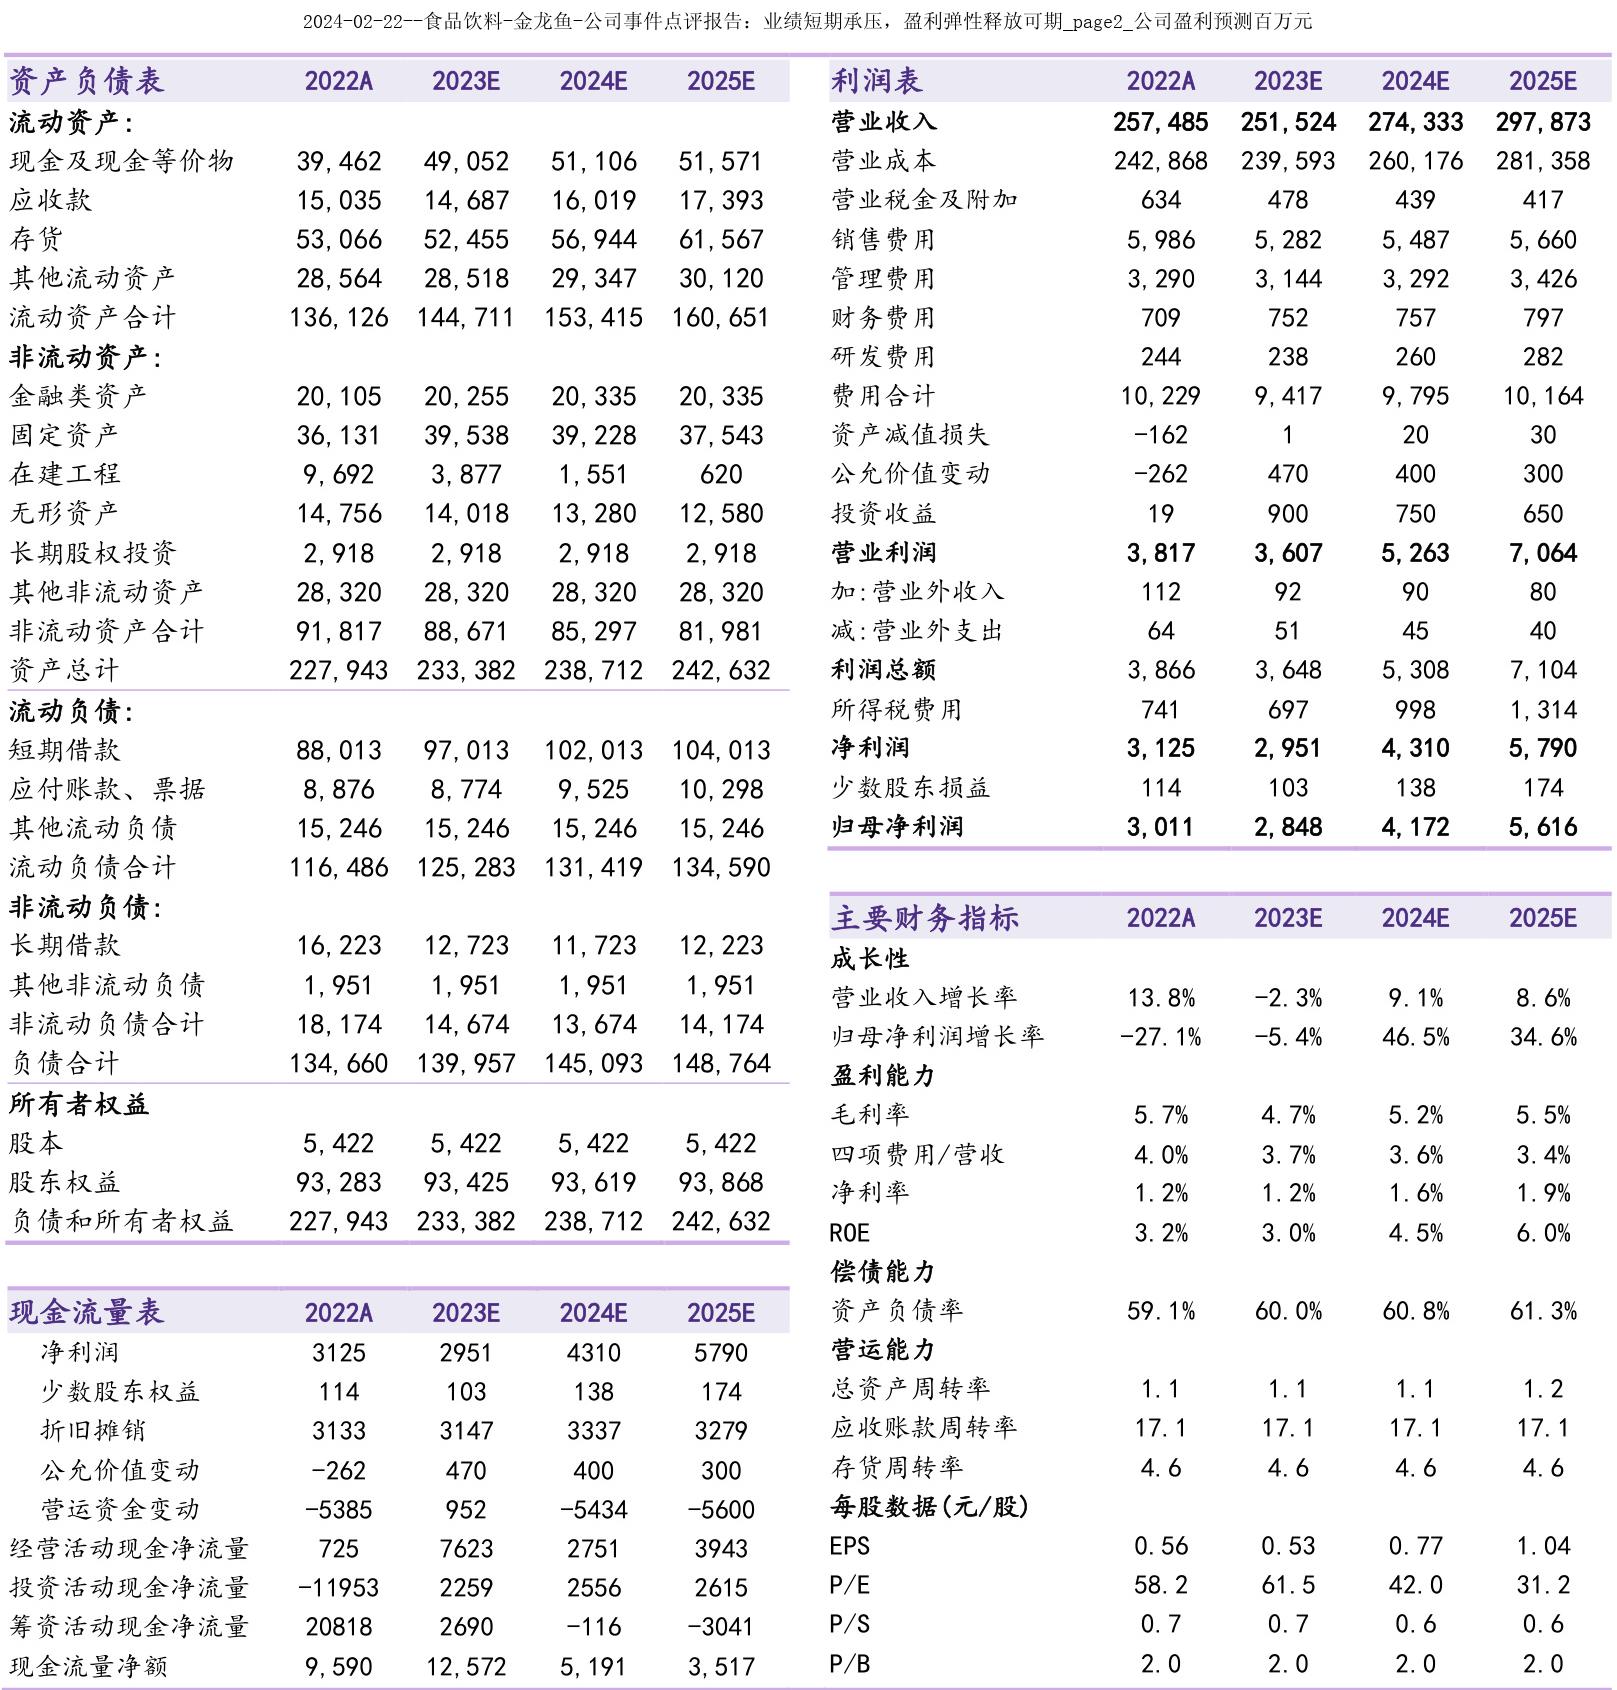 2024-02-22--食品饮料-金龙鱼-公司事件点评报告：业绩短期承压，盈利弹性释放可期_page2_公司盈利预测百万元
资产负债表 2022A 2023E 2024E 2025E
流动资产:
现金及现金等价物 39,462 49,052 51,106 51,571
应收款 15,035 14,687 16,019 17,393
存货 53,066 52,455 56,944 61,567
其他流动资产 28,564 28,518 29,347 30,120
流动资产合计 136,126 144,711 153,415 160,651
非流动资产:
金融类资产 20,105 20,255 20,335 20,335
固定资产 36,131 39,538 39,228 37,543
在建工程 9,692 3,877 1,551 620
无形资产 14,756 14,018 13,280 12,580
长期股权投资 2,918 2,918 2,918 2,918
其他非流动资产 28,320 28,320 28,320 28,320
非流动资产合计 91,817 88,671 85,297 81,981
资产总计 227,943 233,382 238,712 242,632
流动负债:
短期借款 88,013 97,013 102,013 104,013
应付账款、票据 8,876 8,774 9,525 10,298
其他流动负债 15,246 15,246 15,246 15,246
流动负债合计 116,486 125,283 131,419 134,590
非流动负债:
长期借款 16,223 12,723 11,723 12,223
其他非流动负债 1,951 1,951 1,951 1,951
非流动负债合计 18,174 14,674 13,674 14,174
负债合计 134,660 139,957 145,093 148,764
所有者权益
股本 5,422 5,422 5,422 5,422
股东权益 93,283 93,425 93,619 93,868
负债和所有者权益 227,943 233,382 238,712 242,632
现金流量表 2022A 2023E 2024E 2025E
净利润 3125 2951 4310 5790
少数股东权益 114 103 138 174
折旧摊销 3133 3147 3337 3279
公允价值变动 -262 470 400 300
营运资金变动 -5385 952 -5434 -5600
经营活动现金净流量 725 7623 2751 3943
投资活动现金净流量 -11953 2259 2556 2615
筹资活动现金净流量 20818 2690 -116 -3041
现金流量净额 9,590 12,572 5,191 3,517
利润表 2022A 2023E 2024E 2025E
营业收入 257,485 251,524 274,333 297,873
营业成本 242,868 239,593 260,176 281,358
营业税金及附加 634 478 439 417
销售费用 5,986 5,282 5,487 5,660
管理费用 3,290 3,144 3,292 3,426
财务费用 709 752 757 797
研发费用 244 238 260 282
费用合计 10,229 9,417 9,795 10,164
资产减值损失 -162 1 20 30
公允价值变动 -262 470 400 300
投资收益 19 900 750 650
营业利润 3,817 3,607 5,263 7,064
加:营业外收入 112 92 90 80
减:营业外支出 64 51 45 40
利润总额 3,866 3,648 5,308 7,104
所得税费用 741 697 998 1,314
净利润 3,125 2,951 4,310 5,790
少数股东损益 114 103 138 174
归母净利润 3,011 2,848 4,172 5,616
主要财务指标 2022A 2023E 2024E 2025E
成长性
营业收入增长率 13.8% -2.3% 9.1% 8.6%
归母净利润增长率 -27.1% -5.4% 46.5% 34.6%
盈利能力
毛利率 5.7% 4.7% 5.2% 5.5%
四项费用/营收 4.0% 3.7% 3.6% 3.4%
净利率 1.2% 1.2% 1.6% 1.9%
ROE 3.2% 3.0% 4.5% 6.0%
偿债能力
资产负债率 59.1% 60.0% 60.8% 61.3%
营运能力
总资产周转率 1.1 1.1 1.1 1.2
应收账款周转率 17.1 17.1 17.1 17.1
存货周转率 4.6 4.6 4.6 4.6
每股数据(元/股)
EPS 0.56 0.53 0.77 1.04
P/E 58.2 61.5 42.0 31.2
P/S 0.7 0.7 0.6 0.6
P/B 2.0 2.0 2.0 2.0